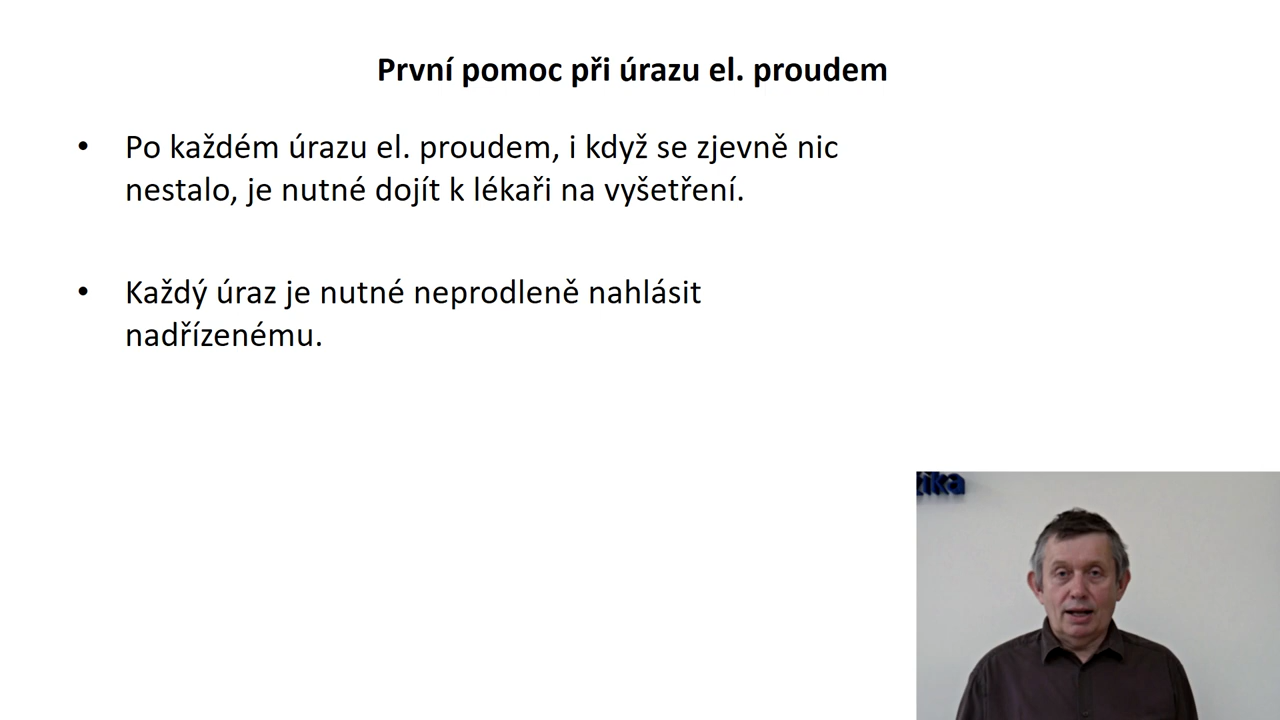 První pomoc při úrazu el. proudem
• Po každém úrazu el. proudem, i když se zjevně nic
nestalo, je nutné dojít k lékaři na vyšetření.
• Každý úraz je nutné neprodleně nahlásit
nadřízenému.